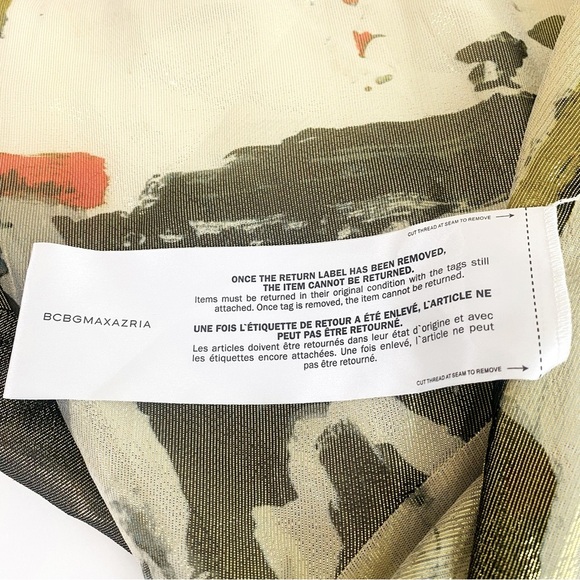 CUT THREAD AT SEAM TO REMOVE →
ONCE THE RETURN LABEL HAS BEEN REMOVED,
THE ITEM CANNOT BE RETURNED.
Items must be returned in their original condition with the tags still
attached. Once tag is removed, the item cannot be returned.
BCBGMAXAZRIA
UNE FOIS L`ÉTIQUETTE DE RETOUR A ÉTÉ ENLEVÉ, L`ARTICLE NE
PEUT PAS ÊTRE RETOURNÉ.
Les articles doivent être retournés dans leur état d`origine et avec
les étiquettes encore attachées. Une fois enlevé, l`article ne peut
pas être retourné.
CUT THREAD AT SEAM TO REMOVE →